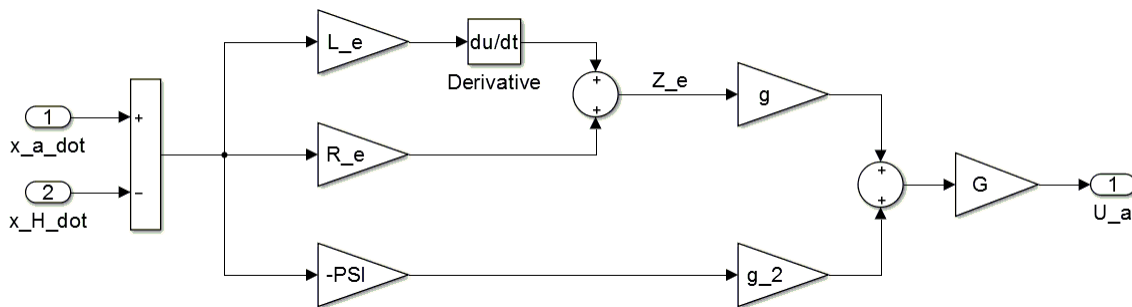 L_e
du/dt
Derivative
+
+
Z_e
g
1
x_a_dot
+
−
2
x_H_dot
R_e
+
+
G
1
U_a
-PSI
g_2